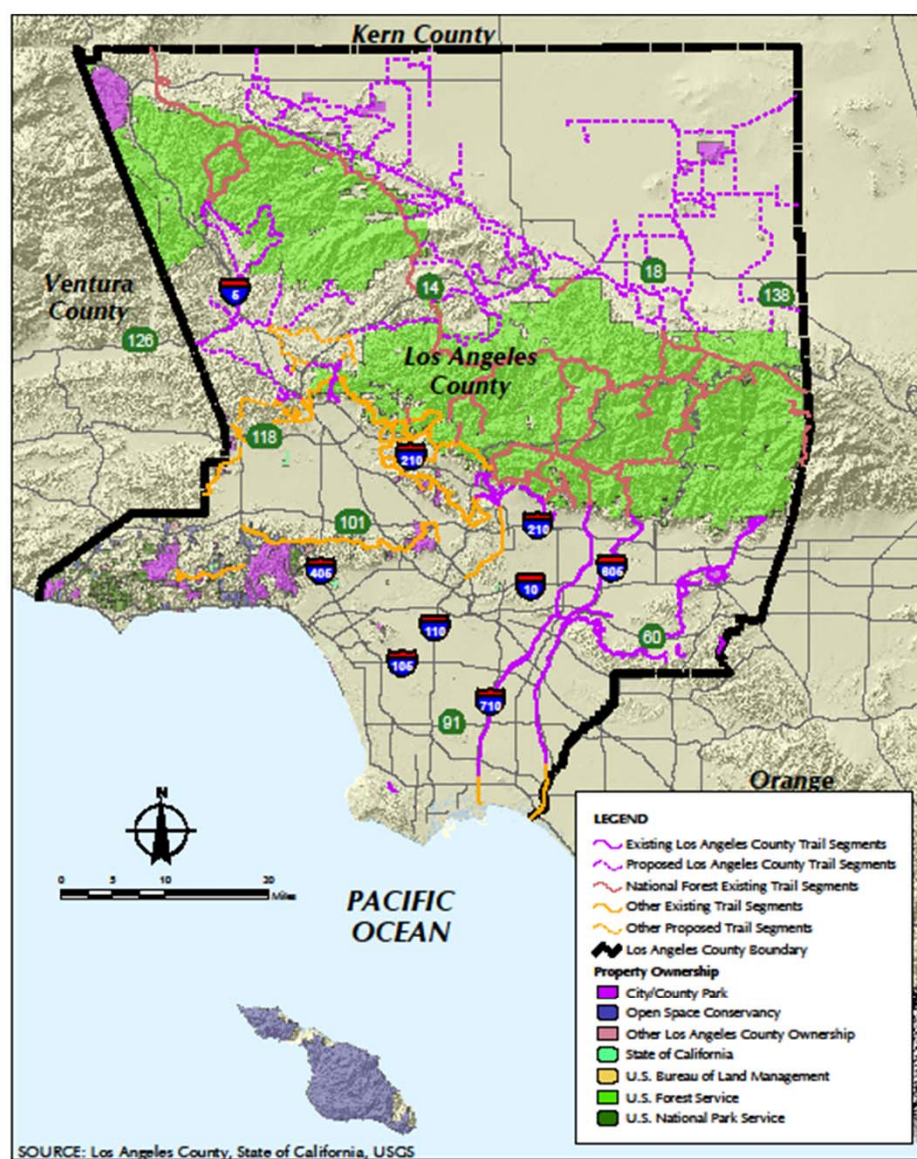 Kern County
Ventura
County
5
14
18
138
126
Los Angeles
County
118
210
101
210
405
10
605
110
60
105
710
91
Orange
N
0 5 10 20
Miles
PACIFIC
OCEAN
LEGEND
Existing Los Angeles County Trail Segments
Proposed Los Angeles County Trail Segments
National Forest Existing Trail Segments
Other Existing Trail Segments
Other Proposed Trail Segments
Los Angeles County Boundary
Property Ownership
City/County Park
Open Space Conservancy
Other Los Angeles County Ownership
State of California
U.S. Bureau of Land Management
U.S. Forest Service
U.S. National Park Service
SOURCE: Los Angeles County, State of California, USGS